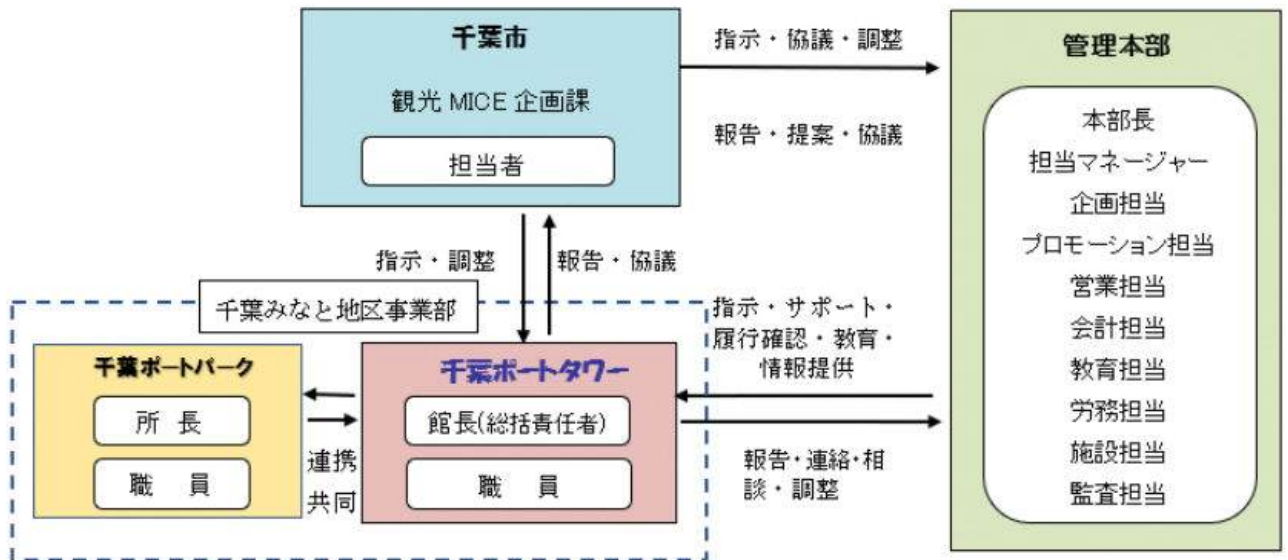 千葉市
観光 MICE 企画課
担当者
指示・協議・調整
報告・提案・協議
管理本部
本部長
担当マネージャー
企画担当
プロモーション担当
営業担当
会計担当
教育担当
労務担当
施設担当
監査担当
指示・調整
報告・協議
千葉みなと地区事業部
千葉ポートパーク
所 長
職 員
連携
共同
千葉ポートタワー
館長(総括責任者)
職 員
指示・サポート・
履行確認・教育・
情報提供
報告・連絡・相
談・調整